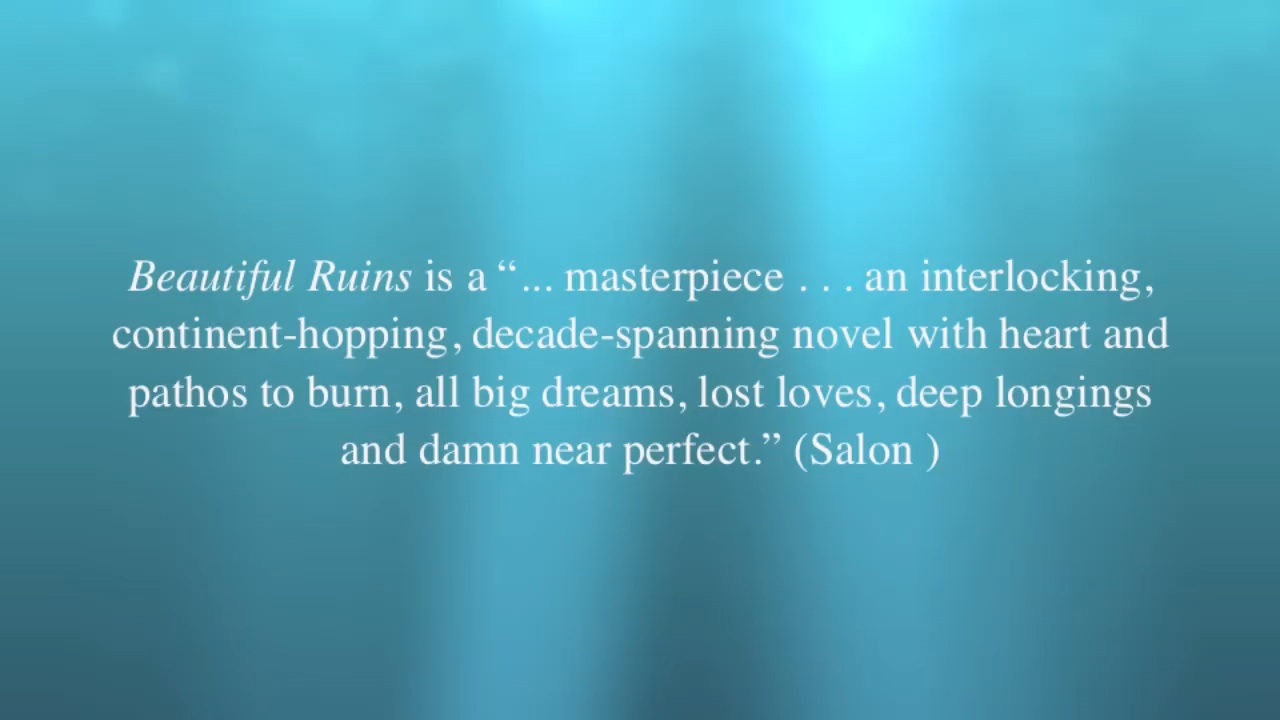 Beautiful Ruins is a “... masterpiece . . . an interlocking,
continent-hopping, decade-spanning novel with heart and
pathos to burn, all big dreams, lost loves, deep longings
and damn near perfect.” (Salon )